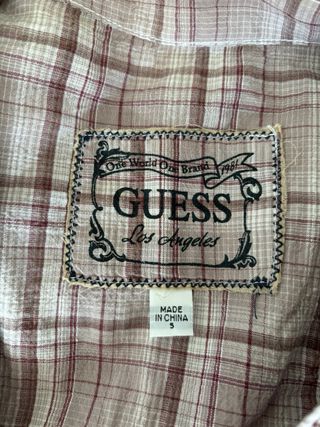 One World One Brand 1981
GUESS
Los Angeles
MADE
IN CHINA
S